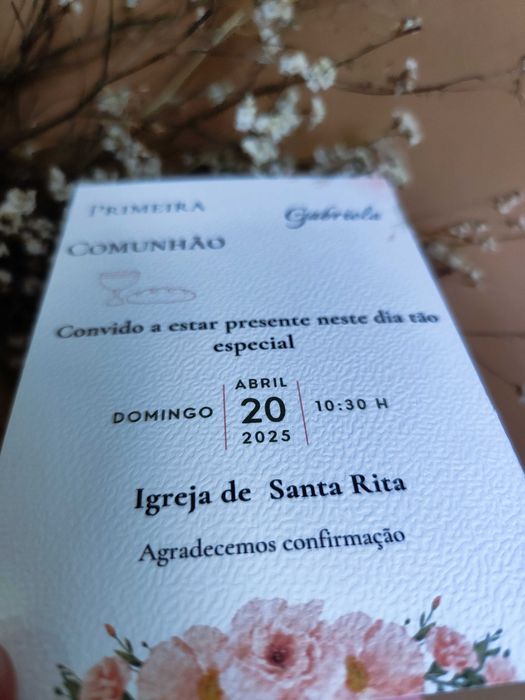 PRIMEIRA
Gabriela
COMUNHÃO
Convido a estar presente neste dia tão
especial
ABRIL
DOMINGO 20 10:30 H
2025
Igreja de Santa Rita
Agradecemos confirmação